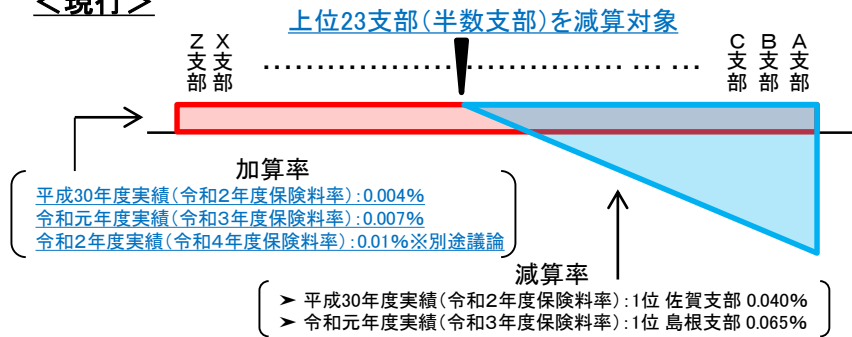 ＜現行＞
上位23支部（半数支部）を減算対象
Z支部
X支部
………………………………… … …
C支部
B支部
A支部
加算率
平成30年度実績（令和２年度保険料率）：0.004%
令和元年度実績（令和３年度保険料率）：0.007%
令和２年度実績（令和４年度保険料率）：0.01%※別途議論
減算率
➤ 平成30年度実績（令和２年度保険料率）：1位 佐賀支部 0.040%
➤ 令和元年度実績（令和３年度保険料率）：1位 島根支部 0.065%